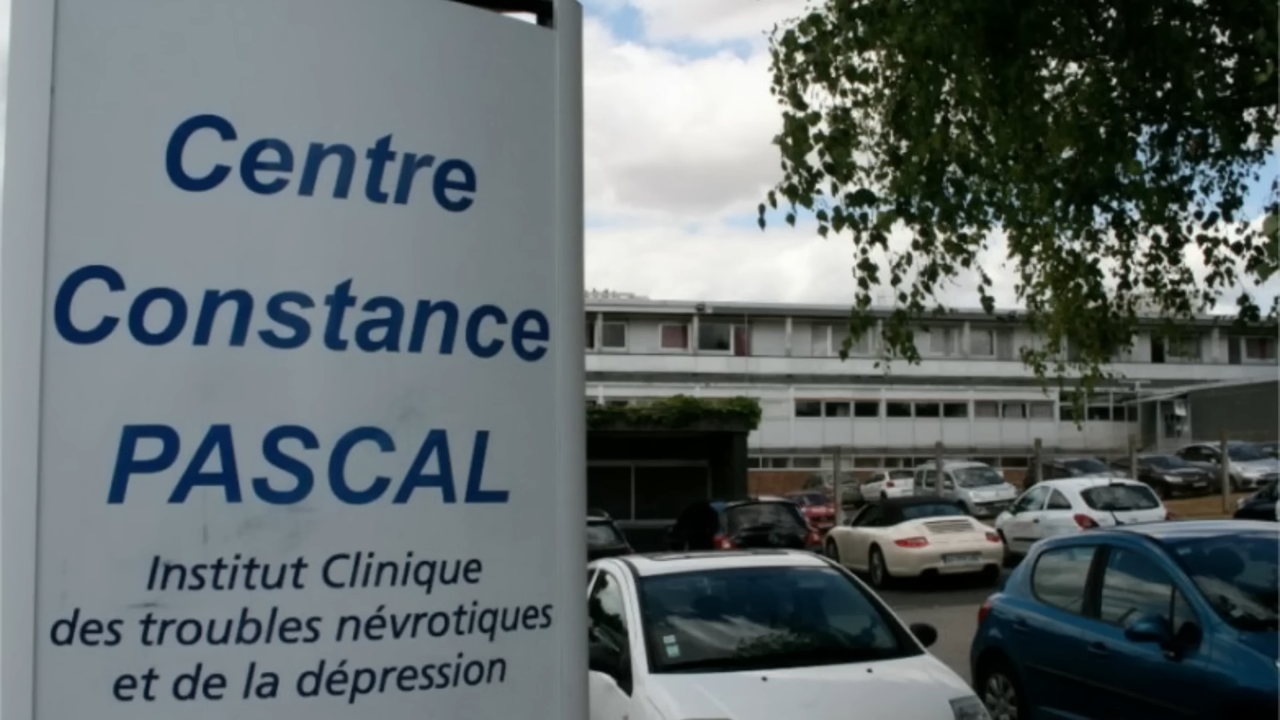 Centre
Constance
PASCAL
Institut Clinique
des troubles névrotiques
et de la dépression